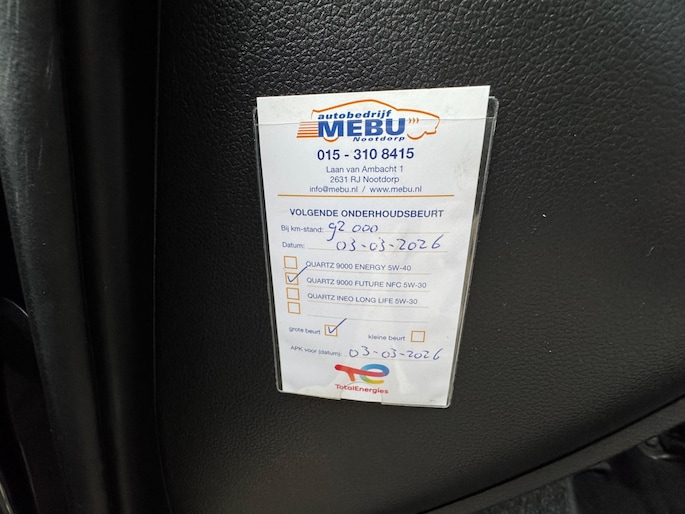 autobedrijf
MEBU
Nootdorp
015 - 310 8415
Laan van Ambacht 1
2631 RJ Nootdorp
info@mebu.nl / www.mebu.nl
VOLGENDE ONDERHOUDSBEURT
Bij km-stand: 92 000
Datum: 03-03-2026
QUARTZ 9000 ENERGY 5W-40
QUARTZ 9000 FUTURE NFC 5W-30
QUARTZ INEO LONG LIFE 5W-30
grote beurt kleine beurt
APK voor (datum): 03-03-2026
TotalEnergies